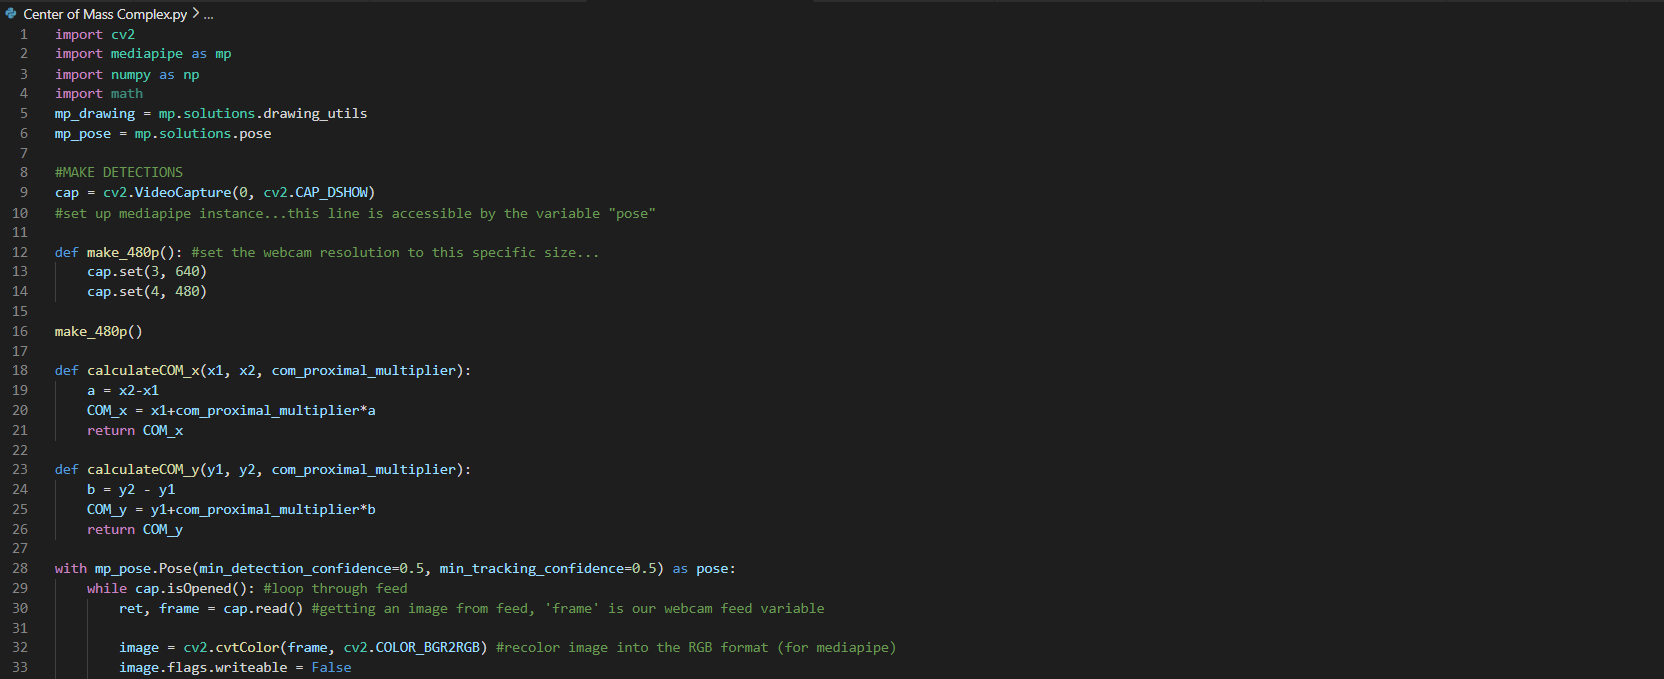 Center of Mass Complex.py > ...
1 import cv2
2 import mediapipe as mp
3 import numpy as np
4 import math
5 mp_drawing = mp.solutions.drawing_utils
6 mp_pose = mp.solutions.pose
7
8 #MAKE DETECTIONS
9 cap = cv2.VideoCapture(0, cv2.CAP_DSHOW)
10 #set up mediapipe instance...this line is accessible by the variable "pose"
11
12 def make_480p(): #set the webcam resolution to this specific size...
13     cap.set(3, 640)
14     cap.set(4, 480)
15
16 make_480p()
17
18 def calculateCOM_x(x1, x2, com_proximal_multiplier):
19     a = x2-x1
20     COM_x = x1+com_proximal_multiplier*a
21     return COM_x
22
23 def calculateCOM_y(y1, y2, com_proximal_multiplier):
24     b = y2 - y1
25     COM_y = y1+com_proximal_multiplier*b
26     return COM_y
27
28 with mp_pose.Pose(min_detection_confidence=0.5, min_tracking_confidence=0.5) as pose:
29     while cap.isOpened(): #loop through feed
30         ret, frame = cap.read() #getting an image from feed, 'frame' is our webcam feed variable
31
32         image = cv2.cvtColor(frame, cv2.COLOR_BGR2RGB) #recolor image into the RGB format (for mediapipe)
33         image.flags.writeable = False